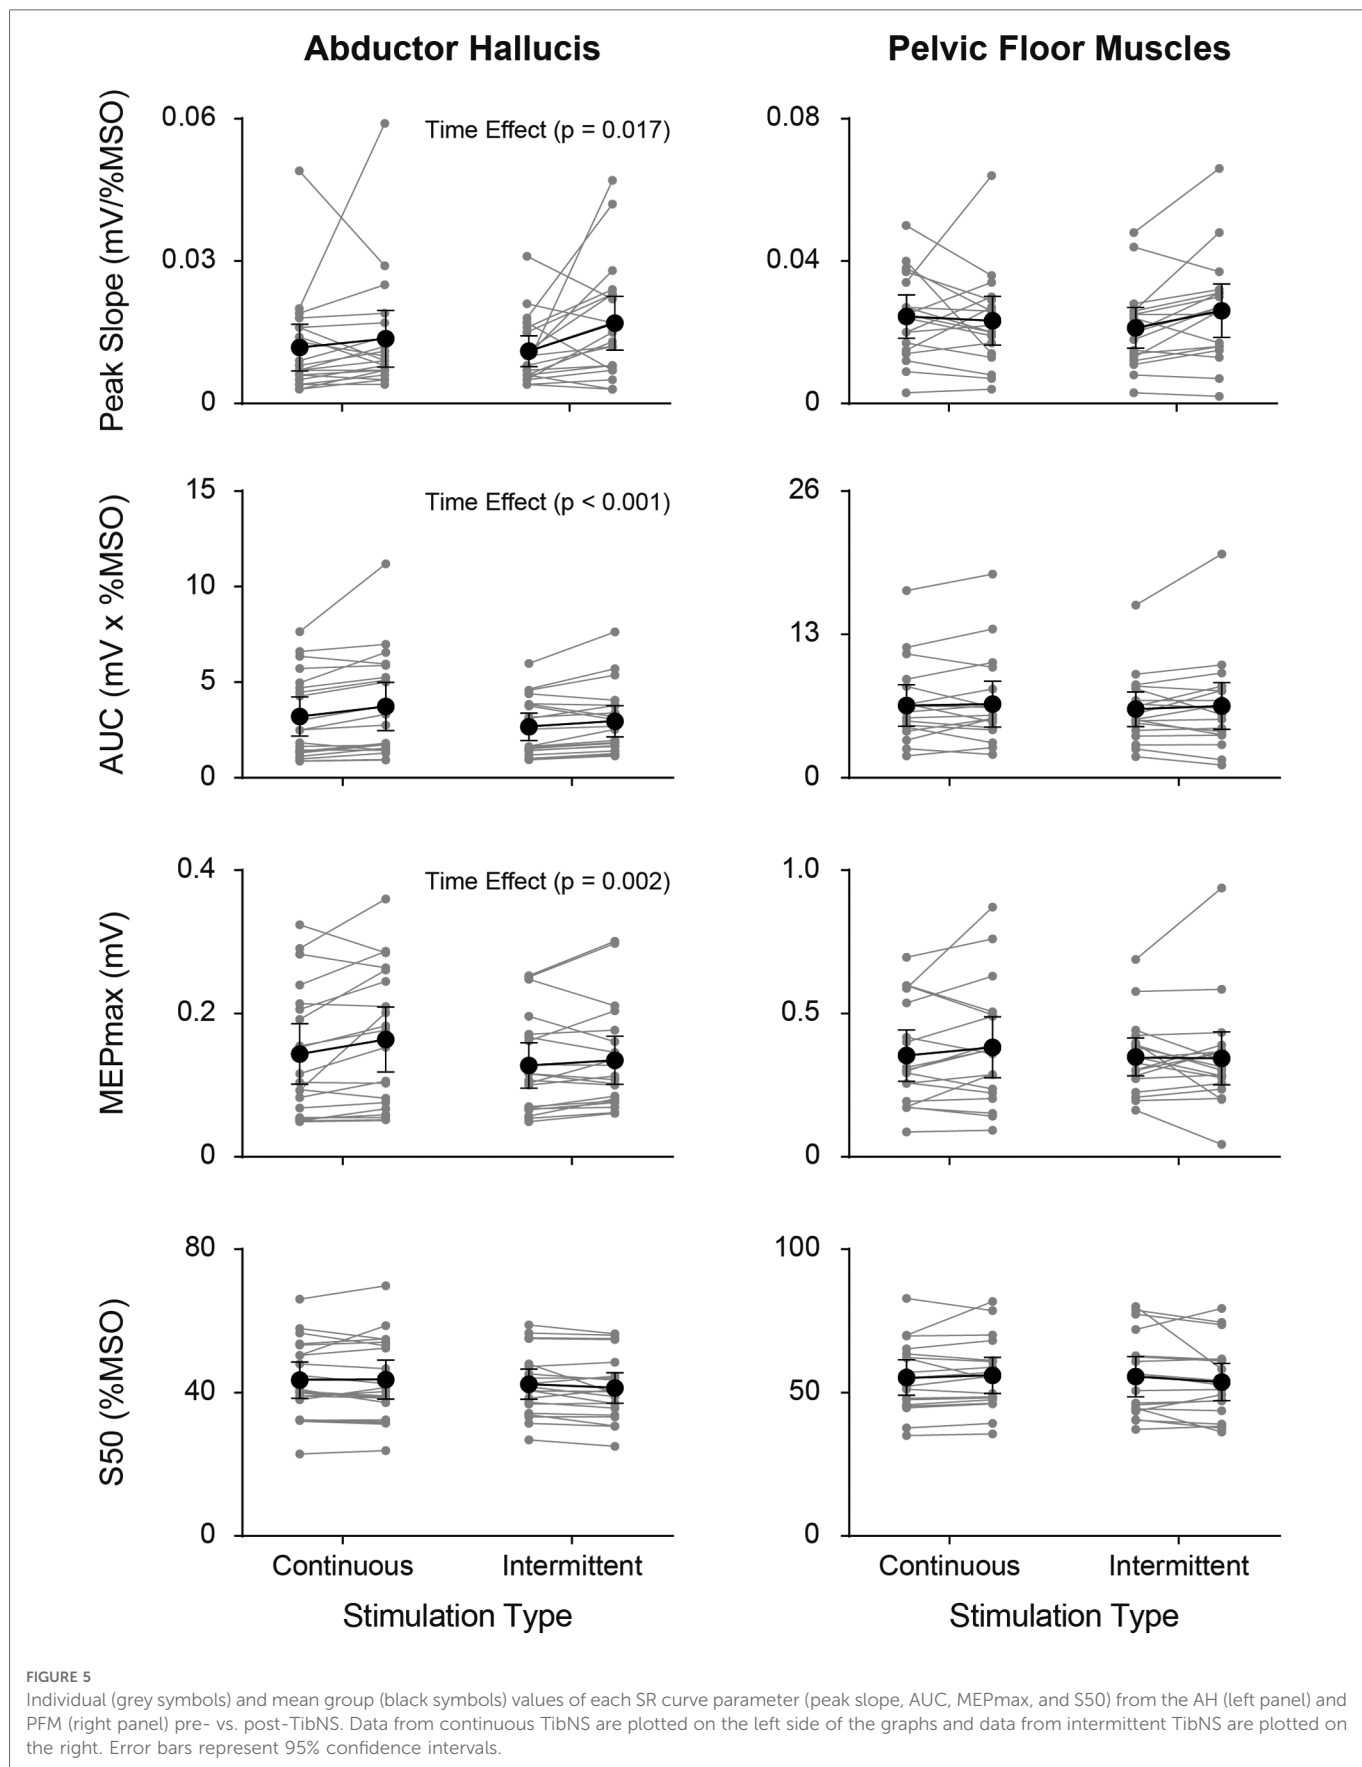 Abductor Hallucis
Pelvic Floor Muscles
Peak Slope (mV/%MSO)
0.06
0.03
0
Time Effect (p = 0.017)
0.08
0.04
0
AUC (mV x %MSO)
15
10
5
0
Time Effect (p < 0.001)
26
13
0
MEPmax (mV)
0.4
0.2
0
Time Effect (p = 0.002)
1.0
0.5
0
S50 (%MSO)
80
40
0
100
50
0
Continuous
Intermittent
Continuous
Intermittent
Stimulation Type
Stimulation Type
FIGURE 5
Individual (grey symbols) and mean group (black symbols) values of each SR curve parameter (peak slope, AUC, MEPmax, and S50) from the AH (left panel) and
PFM (right panel) pre- vs. post-TibNS. Data from continuous TibNS are plotted on the left side of the graphs and data from intermittent TibNS are plotted on
the right. Error bars represent 95% confidence intervals.